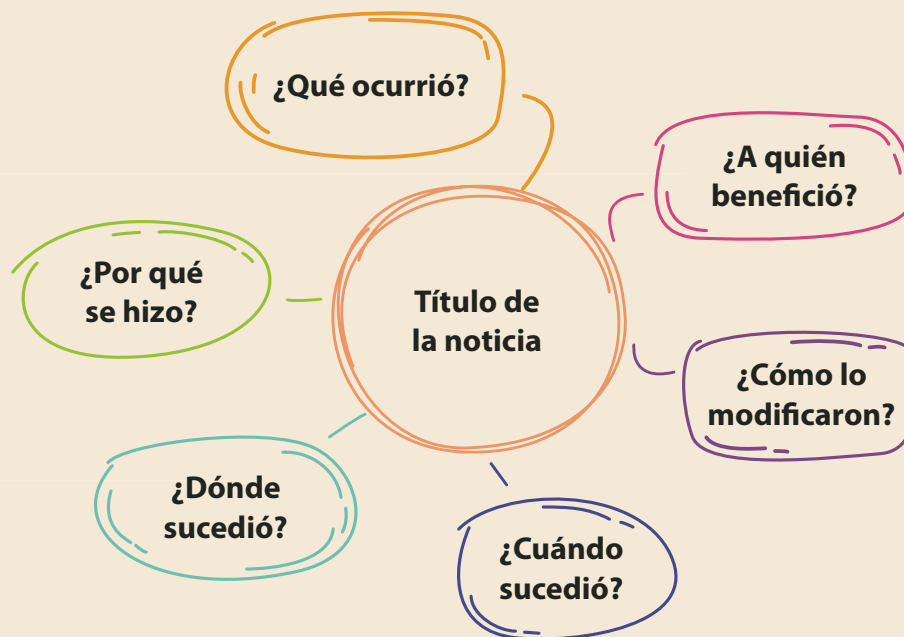 ¿Qué ocurrió?
¿A quién
benefició?
¿Por qué
se hizo?
Título de
la noticia
¿Cómo lo
modificaron?
¿Dónde
sucedió?
¿Cuándo
sucedió?